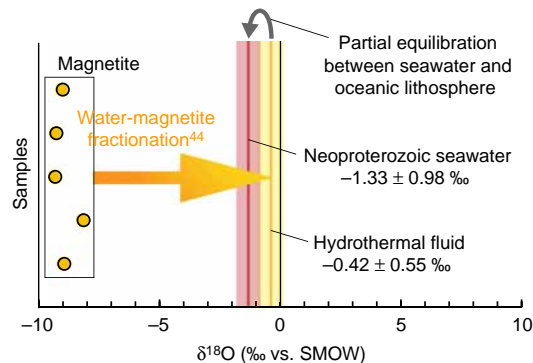 Partial equilibration
between seawater and
oceanic lithosphere
Magnetite
Water-magnetite
fractionation⁴⁴
Neoproterozoic seawater
−1.33 ± 0.98 ‰
Hydrothermal fluid
−0.42 ± 0.55 ‰
Samples
−10
−5
0
5
10
δ¹⁸O (‰ vs. SMOW)